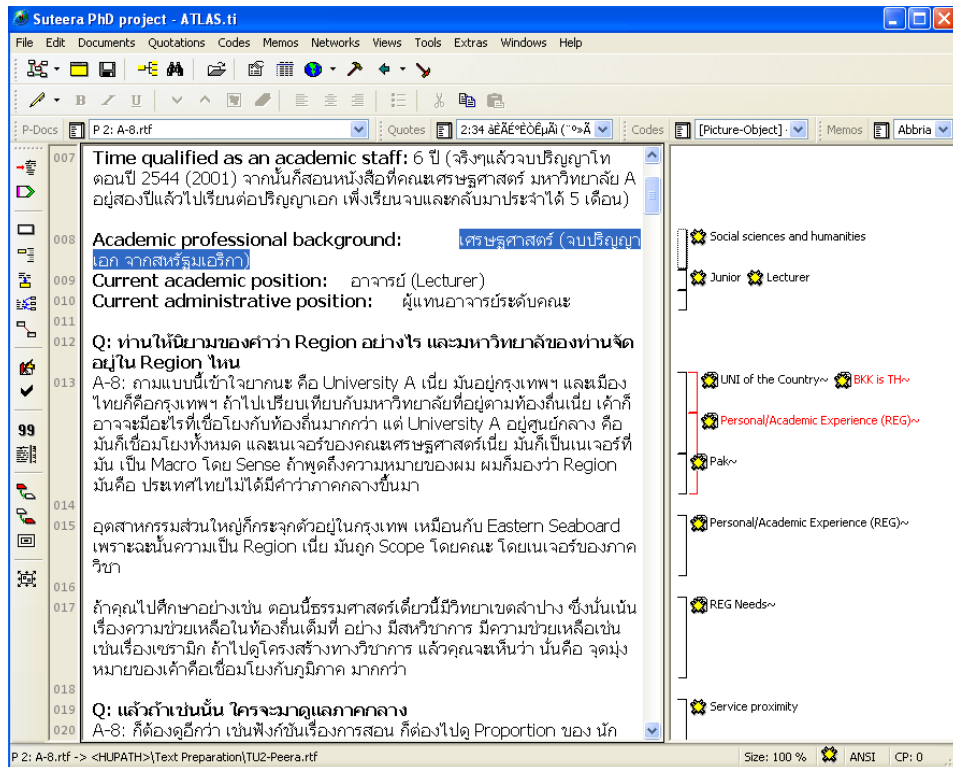 Suteera PhD project - ATLAS.ti
File Edit Documents Quotations Codes Memos Networks Views Tools Extras Windows Help
B Z U
P-Docs P 2: A-8.rtf Quotes 2:34 Codes [Picture-Object] · Memos Abbria
007 Time qualified as an academic staff: 6 ปี (จริงๆแล้วจบปริญญาโท
ตอนปี 2544 (2001) จากนั้นก็สอนหนังสือที่คณะเศรษฐศาสตร์ มหาวิทยาลัย A
อยู่สองปีแล้วไปเรียนต่อปริญญาเอก เพิ่งเรียนจบและกลับมาประจำได้ 5 เดือน)
008 Academic professional background: เศรษฐศาสตร์ (จบปริญญา
เอก จากสหรัฐมเอริกา)
Social sciences and humanities
009 Current academic position: อาจารย์ (Lecturer)
Junior Lecturer
010 Current administrative position: ผู้แทนอาจารย์ระดับคณะ
011
012 Q: ท่านให้นิยามของคำว่า Region อย่างไร และมหาวิทาลัของท่านจัด
อยู่ใน Region ไหน
013 A-8: ถามแบบนี้เข้าใจยากนะ คือ University A เนี่ย มันอยู่กรุงเทพฯ และเมือง
UNI of the Country~ BKK is TH~
ไทยก็คือกรุงเทพฯ ถ้าไปเปรียบเทียบกับมหาวิทยาลัยที่อยู่ตามท้องถิ่นเนี่ย เค้าก็
อาจจะมีอะไรที่เชื่อโยงกับท้องถิ่นมากกว่า แต่ University A อยู่ศูนย์กลาง คือ
Personal/Academic Experience (REG)~
มันก็เชื่อมโยงทั้งหมด และเนเจอร์ของคณะเศรษฐศาสตร์เนี่ย มันก็เป็นเนเจอร์ที่
มัน เป็น Macro โดย Sense ถ้าพูดถึงความหมายของผม ผมก็มองว่า Region
Pak~
มันคือ ประเทศไทยไม่ได้มีคำว่าภาคกลางขึ้นมา
014
015 อุตสาหกรรมส่วนใหญ่ก็กระจุกตัวอยู่ในกรุงเทพ เหมือนกับ Eastern Seaboard
Personal/Academic Experience (REG)~
เพราะฉะนั้นความเป็น Region เนี่ย มันถูก Scope โดยคณะ โดยเนเจอร์ของภาค
วิชา
016
017 ถ้าคุณไปศึกษาอย่างเช่น ตอนนี้ธรรมศาสตร์เดี่ยวนี้มีวิทยาเขตลำปาง ซึ่งนั่นเน้น
REG Needs~
เรื่องความช่วยเหลือในท้องถิ่นเต็มที่ อย่าง มีสหวิชาการ มีความช่วยเหลือเช่น
เช่นเรื่องเซรามิก ถ้าไปดูโครงสร้างทางวิชาการ แล้วคุณจะเห็นว่า นั่นคือ จุดมุ่ง
หมายของเค้าคือเชื่อมโยงกับภูมิภาค มากกว่า
018
019 Q: แล้วถ้าเช่นนั้น ใครจะมาดูแลภาคกลาง
Service proximity
020 A-8: ก็ต้องดูอีกว่า เช่นฟังก์ชันเรื่องการสอน ก็ต่องไปดู Proportion ของ นัก
P 2: A-8.rtf -> <HUPATH>\Text Preparation\TU2-Peera.rtf Size: 100 % ANSI CP: 0